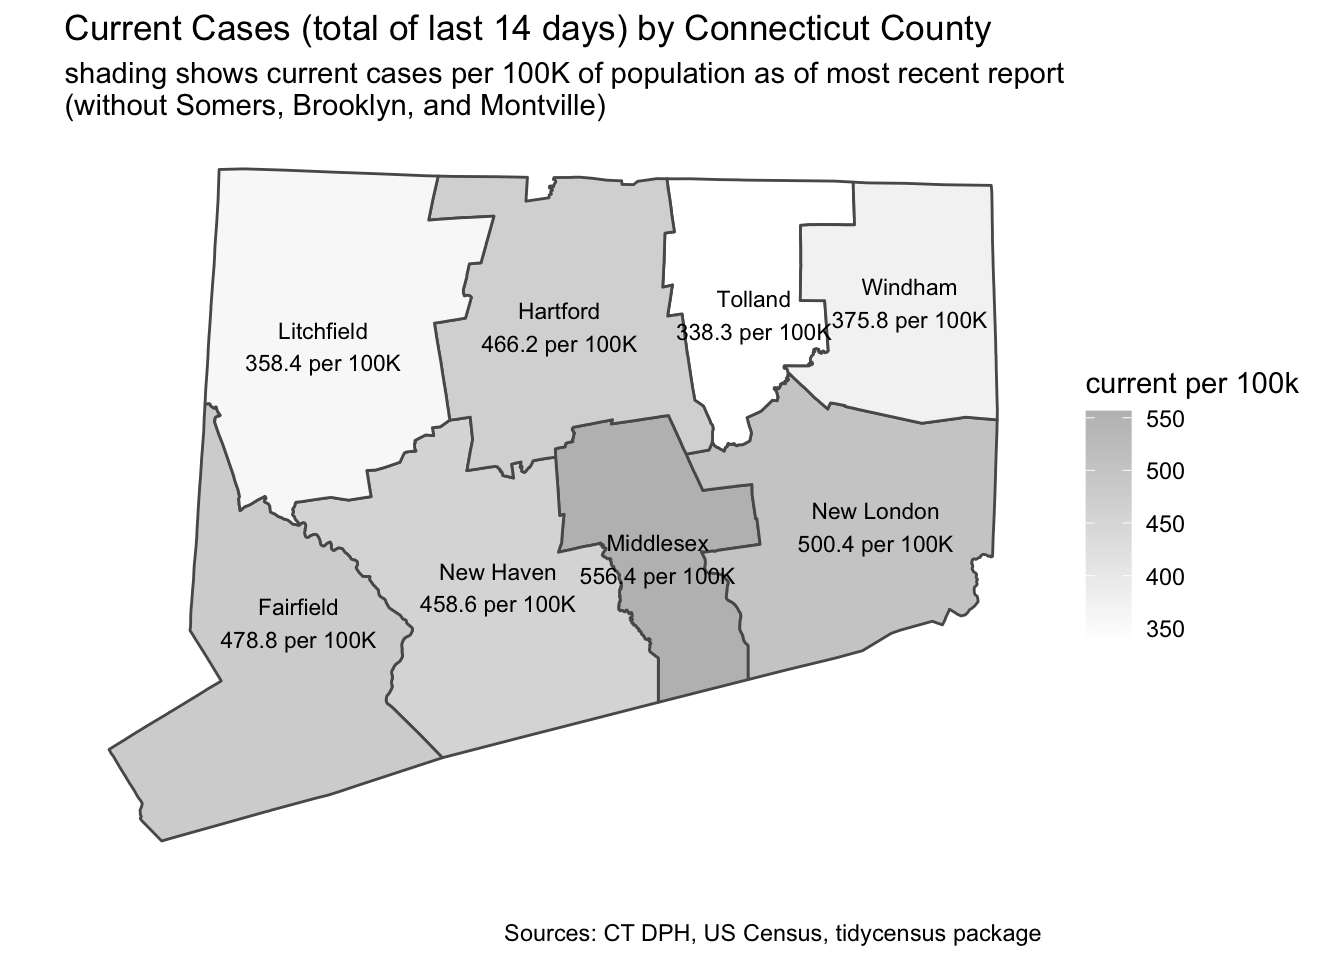 Current Cases (total of last 14 days) by Connecticut County
shading shows current cases per 100K of population as of most recent report
(without Somers, Brooklyn, and Montville)
Litchfield
358.4 per 100K
Hartford
466.2 per 100K
Tolland
338.3 per 100K
Windham
375.8 per 100K
Fairfield
478.8 per 100K
New Haven
458.6 per 100K
Middlesex
556.4 per 100K
New London
500.4 per 100K
current per 100k
550
500
450
400
350
Sources: CT DPH, US Census, tidycensus package